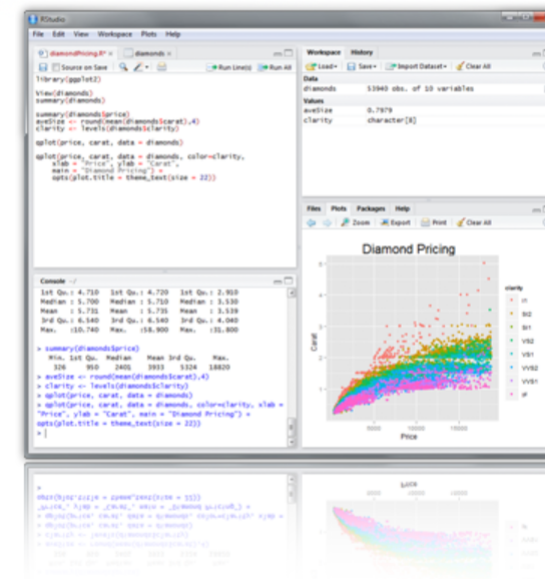 RStudio
File Edit View Workspace Plots Help
diamondPricing.R* × diamonds ×
Source on Save Run Line(s) Run All
library(ggplot2)
View(diamonds)
summary(diamonds)
summary(diamonds$price)
aveSize <- round(mean(diamonds$carat),4)
clarity <- levels(diamonds$clarity)
qplot(price, carat, data = diamonds)
qplot(price, carat, data = diamonds, color=clarity,
xlab = "Price", ylab = "Carat",
main = "Diamond Pricing") +
opts(plot.title = theme_text(size = 22))
Console ~/
1st Qu.: 4.710 1st Qu.: 4.720 1st Qu.: 2.910
Median : 5.700 Median : 5.710 Median : 3.530
Mean : 5.731 Mean : 5.735 Mean : 3.539
3rd Qu.: 6.540 3rd Qu.: 6.540 3rd Qu.: 4.040
Max. :10.740 Max. :58.900 Max. :31.800
> summary(diamonds$price)
Min. 1st Qu. Median Mean 3rd Qu. Max.
326 950 2401 3933 5324 18820
> aveSize <- round(mean(diamonds$carat),4)
> clarity <- levels(diamonds$clarity)
> qplot(price, carat, data = diamonds)
> qplot(price, carat, data = diamonds, color=clarity, xlab =
"Price", ylab = "Carat", main = "Diamond Pricing") +
opts(plot.title = theme_text(size = 22))
>
Workspace History
Load Save Import Dataset Clear All
Data
diamonds 53940 obs. of 10 variables
Values
aveSize 0.7979
clarity character[8]
Files Plots Packages Help
Zoom Export Print Clear All
Diamond Pricing
Carat
5
4
3
2
1
5000 10000 15000
Price
clarity
I1
SI2
SI1
VS2
VS1
VVS2
VVS1
IF